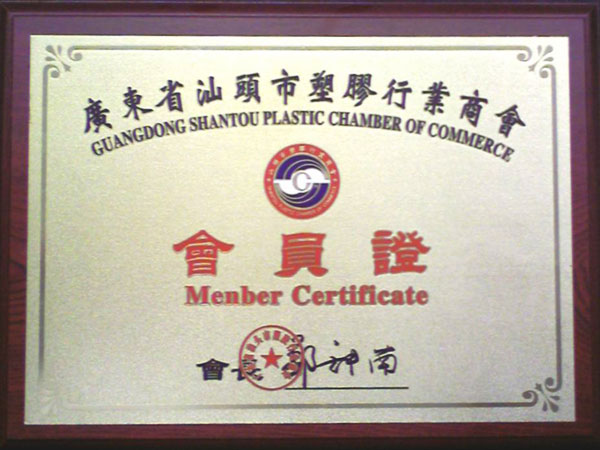 廣東省汕頭市塑膠行業商會
GUANGDONG SHANTOU PLASTIC CHAMBER OF COMMERCE
C
會員證
Menber Certificate
會長